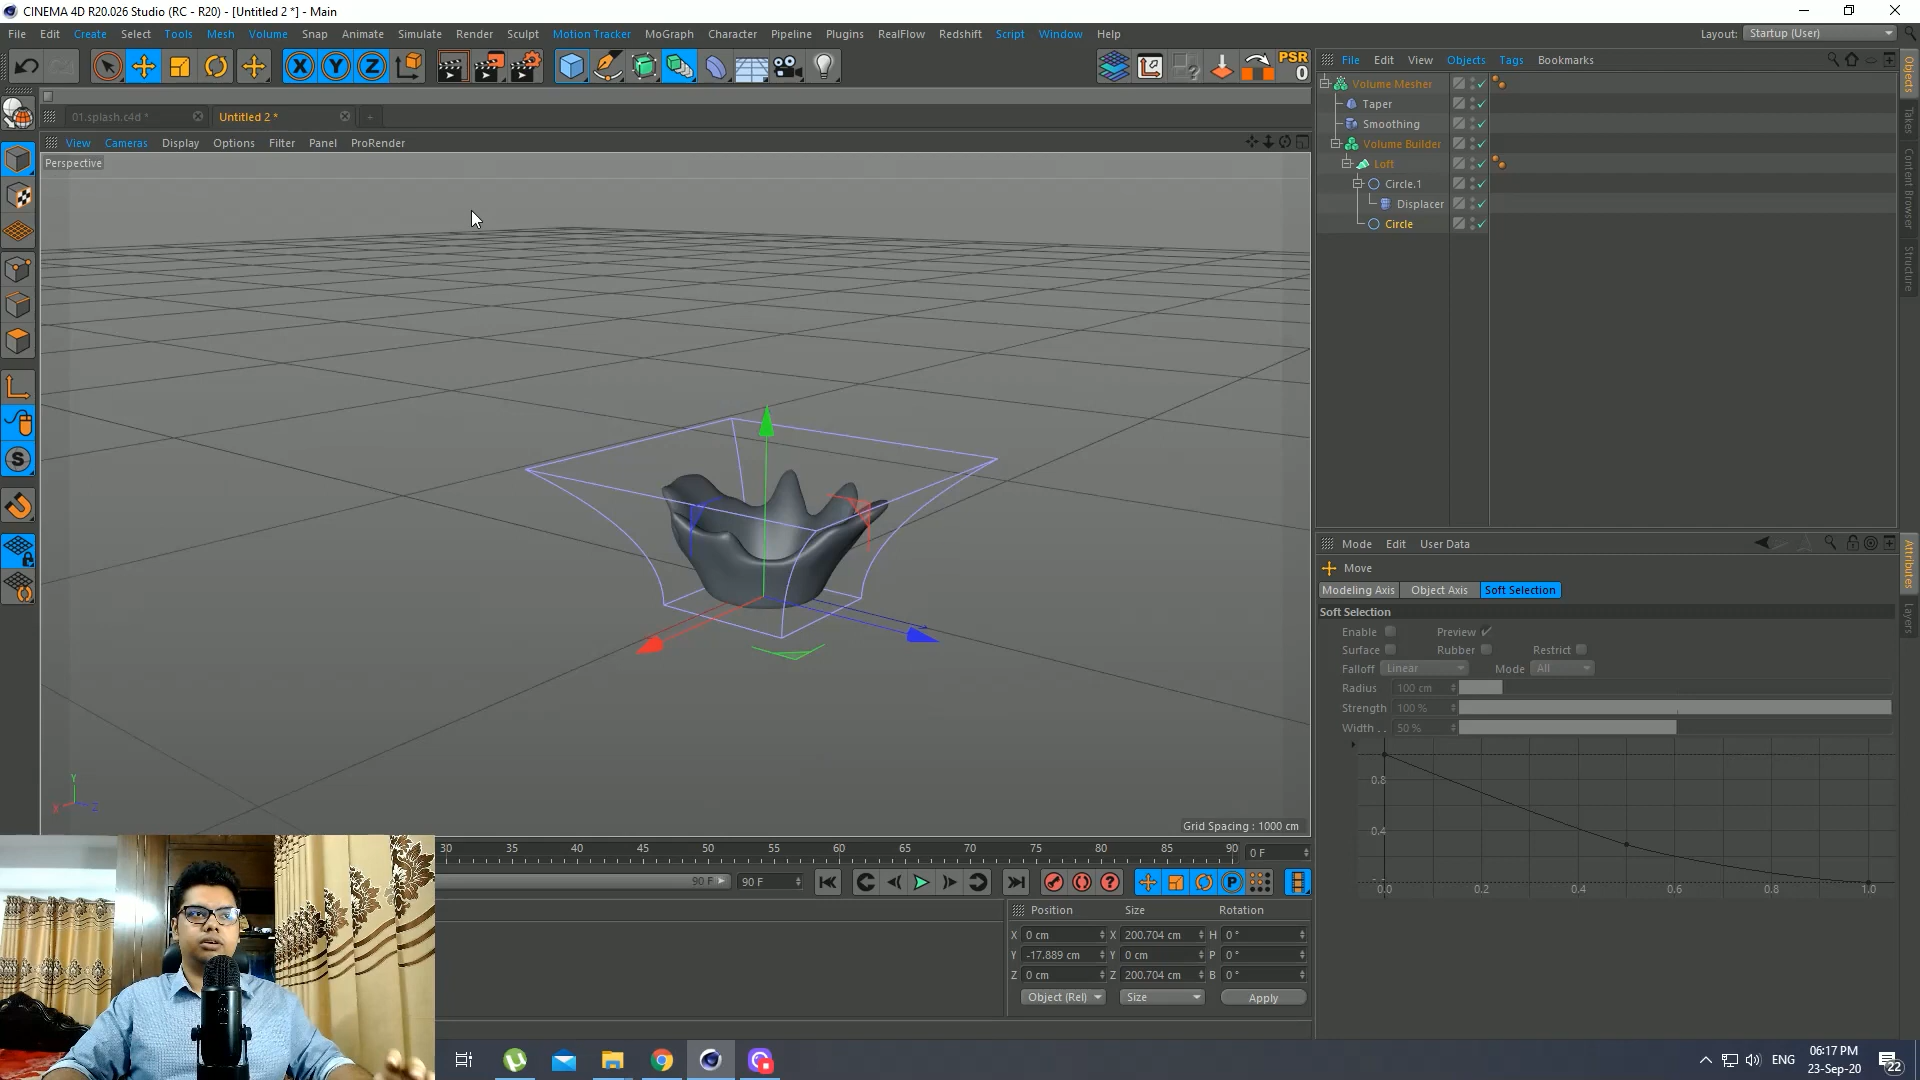 CINEMA 4D R20.026 Studio (RC - R20) - [Untitled 2 *] - Main
File Edit Create Select Tools Mesh Volume Snap Animate Simulate Render Sculpt Motion Tracker MoGraph Character Pipeline Plugins RealFlow Redshift Script Window Help
Layout: Startup (User)
X Y Z
PSR
0
File Edit View Objects Tags Bookmarks
Volume Mesher
Taper
Smoothing
Volume Builder
Loft
Circle.1
Displacer
Circle
01.splash.c4d *
Untitled 2 *
View Cameras Display Options Filter Panel ProRender
Perspective
Grid Spacing : 1000 cm
Objects
Takes
Content Browser
Structure
Mode Edit User Data
Move
Modeling Axis Object Axis Soft Selection
Soft Selection
Enable Preview
Surface Rubber Restrict
Falloff Linear Mode All
Radius 100 cm
Strength 100 %
Width . . 50 %
0.8
0.4
0.0 0.2 0.4 0.6 0.8 1.0
Attributes
Layers
30 35 40 45 50 55 60 65 70 75 80 85 90 0 F
90 F 90 F
Position Size Rotation
X 0 cm X 200.704 cm H 0 °
Y -17.889 cm Y 0 cm P 0 °
Z 0 cm Z 200.704 cm B 0 °
Object (Rel) Size Apply
ENG
06:17 PM
23-Sep-20
22